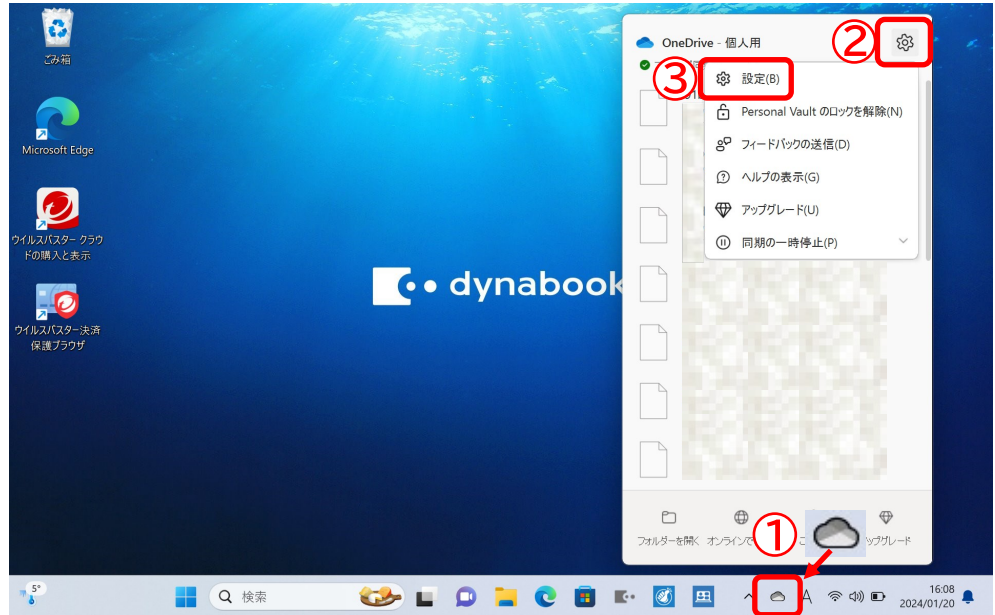 ごみ箱
Microsoft Edge
ウイルスバスター クラウ
ドの購入と表示
ウイルスバスター決済
保護ブラウザ
dynabook
OneDrive - 個人用
②
③
設定(B)
Personal Vault のロックを解除(N)
フィードバックの送信(D)
ヘルプの表示(G)
アップグレード(U)
同期の一時停止(P)
フォルダーを開く
オンラインで
①
ップグレード
5°
検索
A
16:08
2024/01/20